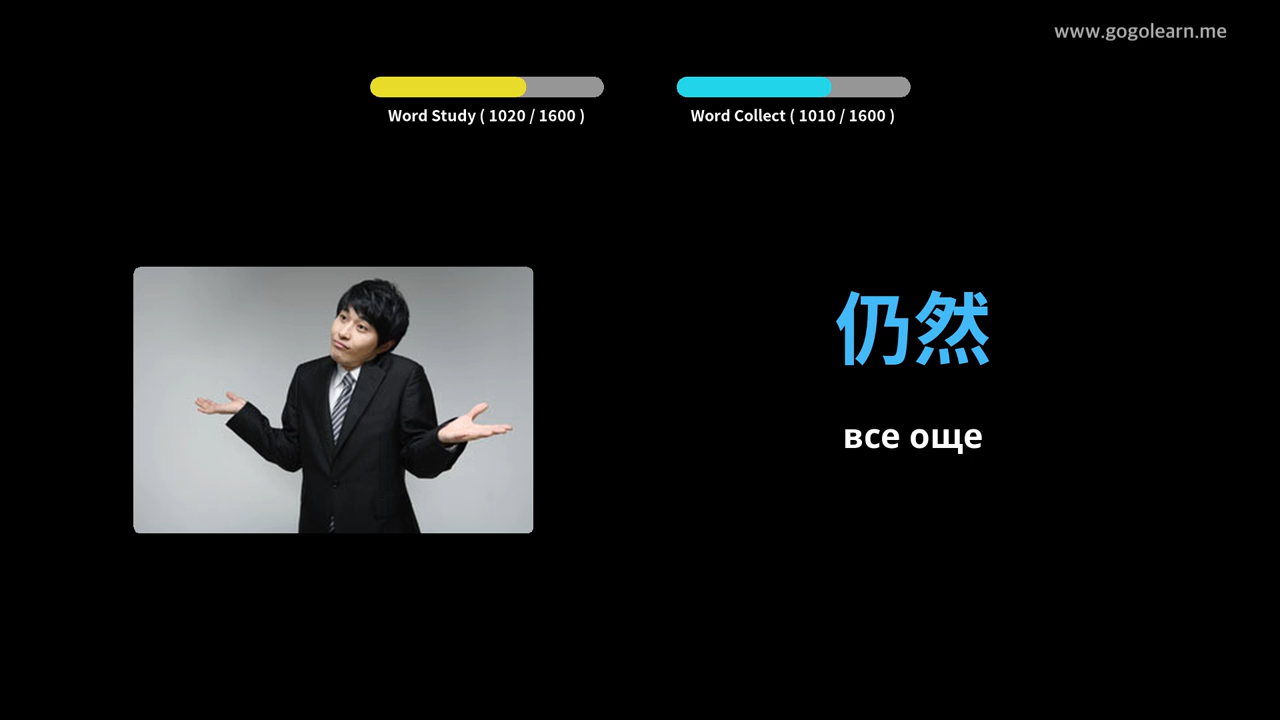 www.gogolearn.me
Word Study ( 1020 / 1600 )
Word Collect ( 1010 / 1600 )
仍然
все още